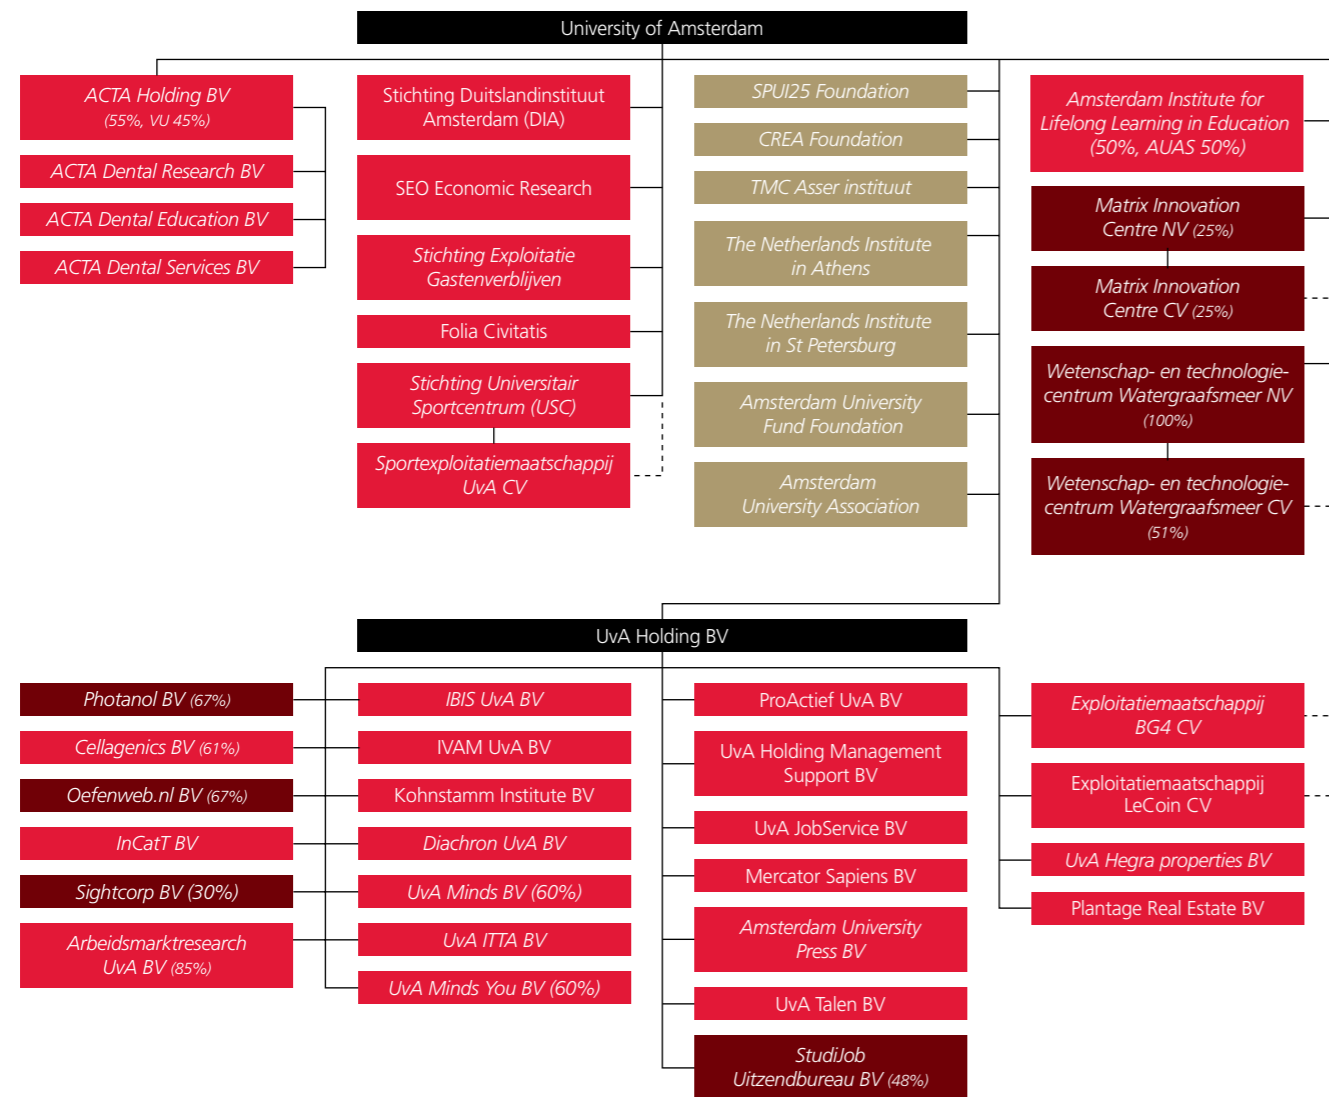 University of Amsterdam
ACTA Holding BV
(55%, VU 45%)
ACTA Dental Research BV
ACTA Dental Education BV
ACTA Dental Services BV
Stichting Duitslandinstituut
Amsterdam (DIA)
SEO Economic Research
Stichting Exploitatie
Gastenverblijven
Folia Civitatis
Stichting Universitair
Sportcentrum (USC)
Sportexploitatiemaatschappij
UvA CV
SPUI25 Foundation
CREA Foundation
TMC Asser instituut
The Netherlands Institute
in Athens
The Netherlands Institute
in St Petersburg
Amsterdam University
Fund Foundation
Amsterdam
University Association
Amsterdam Institute for
Lifelong Learning in Education
(50%, AUAS 50%)
Matrix Innovation
Centre NV (25%)
Matrix Innovation
Centre CV (25%)
Wetenschap- en technologie-
centrum Watergraafsmeer NV
(100%)
Wetenschap- en technologie-
centrum Watergraafsmeer CV
(51%)
UvA Holding BV
Photanol BV (67%)
Cellagenics BV (61%)
Oefenweb.nl BV (67%)
InCatT BV
Sightcorp BV (30%)
Arbeidsmarktresearch
UvA BV (85%)
IBIS UvA BV
IVAM UvA BV
Kohnstamm Institute BV
Diachron UvA BV
UvA Minds BV (60%)
UvA ITTA BV
UvA Minds You BV (60%)
ProActief UvA BV
UvA Holding Management
Support BV
UvA JobService BV
Mercator Sapiens BV
Amsterdam University
Press BV
UvA Talen BV
StudiJob
Uitzendbureau BV (48%)
Exploitatiemaatschappij
BG4 CV
Exploitatiemaatschappij
LeCoin CV
UvA Hegra properties BV
Plantage Real Estate BV